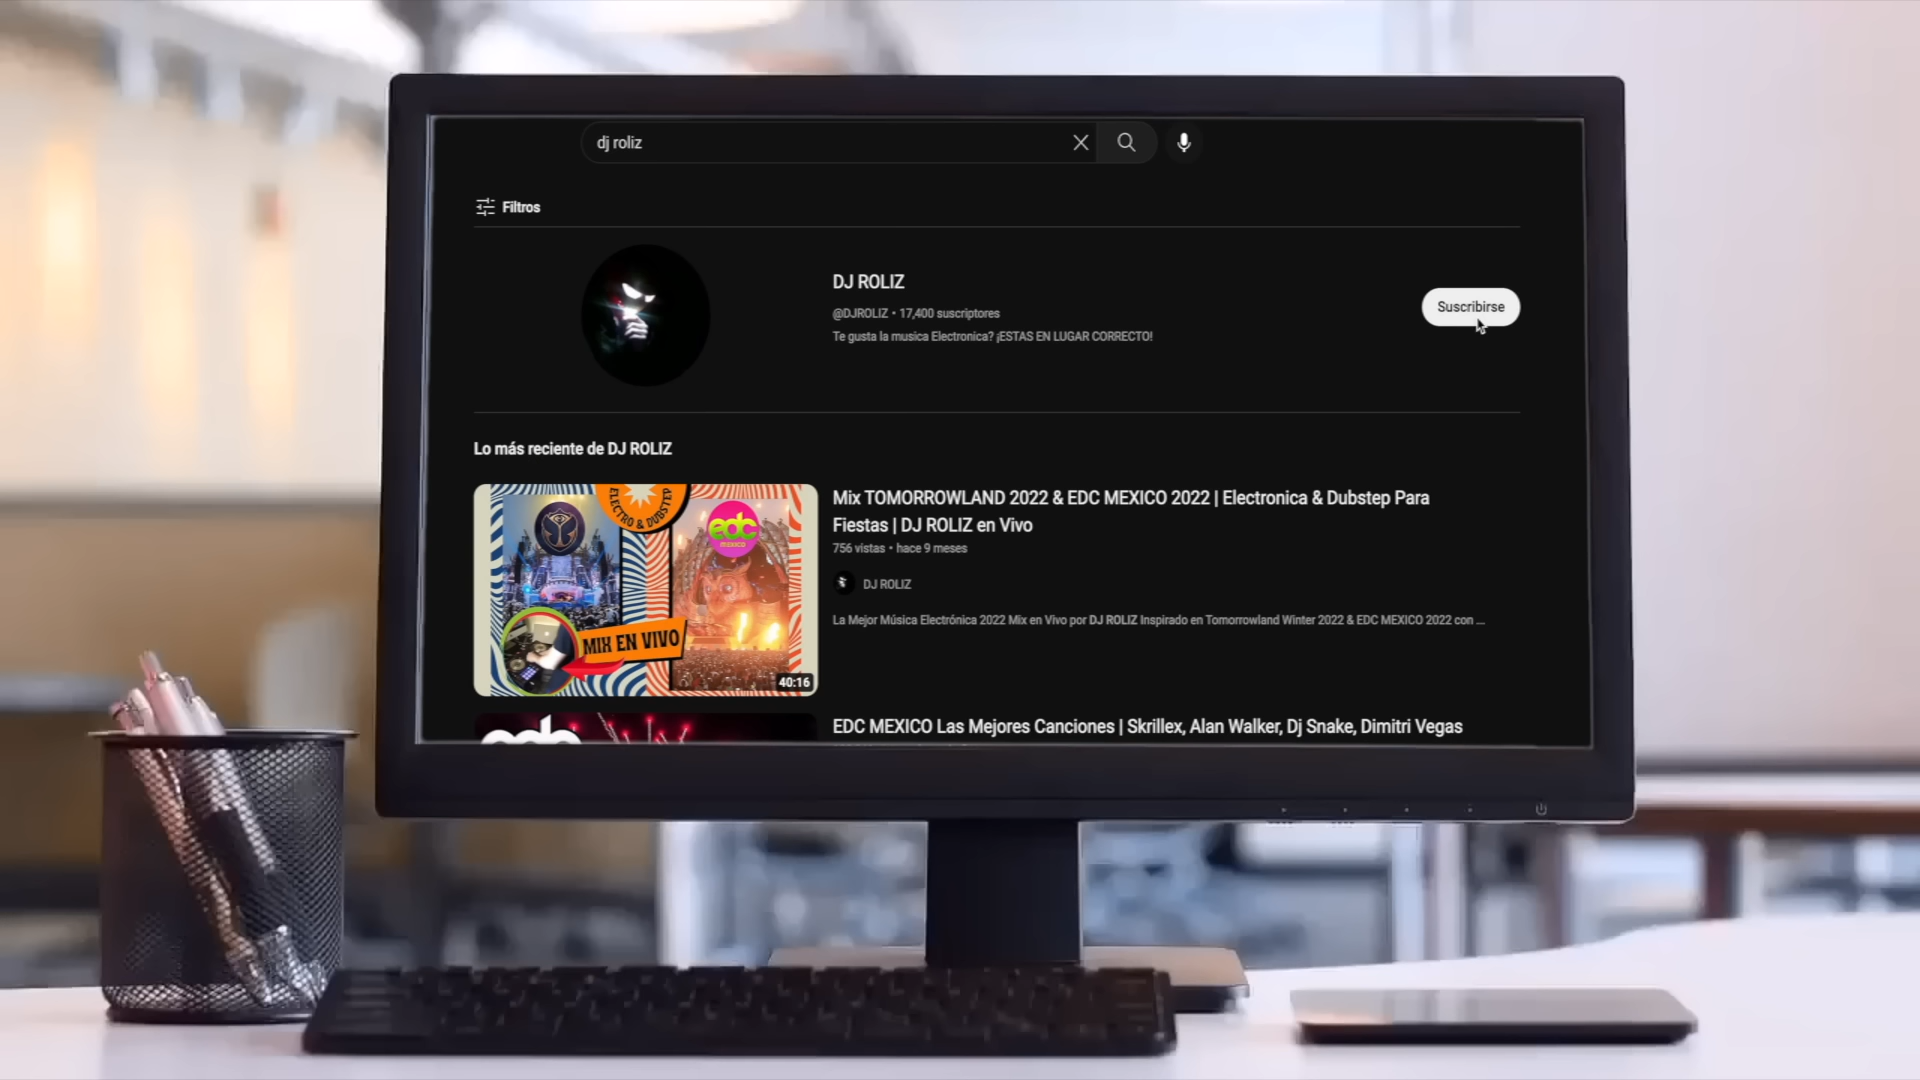 dj roliz
Filtros
DJ ROLIZ
@DJROLIZ • 17,400 suscriptores
Te gusta la musica Electronica? ¡ESTAS EN LUGAR CORRECTO!
Suscribirse
Lo más reciente de DJ ROLIZ
ELECTRO & DUBSTEP
edc
MIX EN VIVO
40:16
Mix TOMORROWLAND 2022 & EDC MEXICO 2022 | Electronica & Dubstep Para
Fiestas | DJ ROLIZ en Vivo
756 vistas • hace 9 meses
DJ ROLIZ
La Mejor Música Electrónica 2022 Mix en Vivo por DJ ROLIZ Inspirado en Tomorrowland Winter 2022 & EDC MEXICO 2022 con ...
EDC MEXICO Las Mejores Canciones | Skrillex, Alan Walker, Dj Snake, Dimitri Vegas